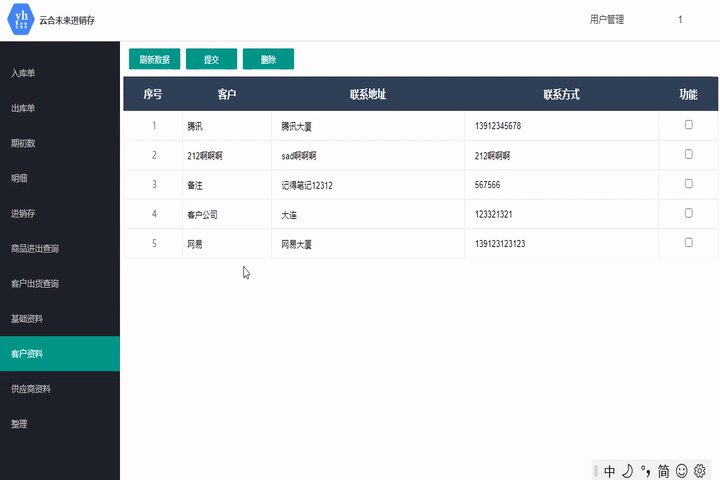 yh
云合未来进销存
用户管理 1
入库单
出库单
期初数
明细
进销存
商品进出查询
客户出货查询
基础资料
客户资料
供应商资料
整理
刷新数据 提交 删除
序号 客户 联系地址 联系方式 功能
1 腾讯 腾讯大厦 13912345678
2 212啊啊啊 sad啊啊啊 212啊啊啊
3 备注 记得笔记12312 567566
4 客户公司 大连 123321321
5 网易 网易大厦 139123123123
中 简